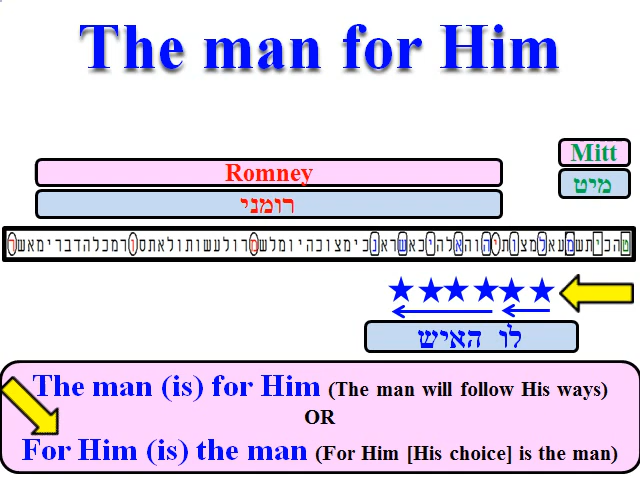 The man for Him
Mitt
Romney
מיט
רומני
טהכיתשמעאלמצותיהוהאלהיכאשראנכימצוכהיומלשמרולעשותולאתסורמכלהדברימאשר
לו האיש
The man (is) for Him (The man will follow His ways)
OR
For Him (is) the man (For Him [His choice] is the man)